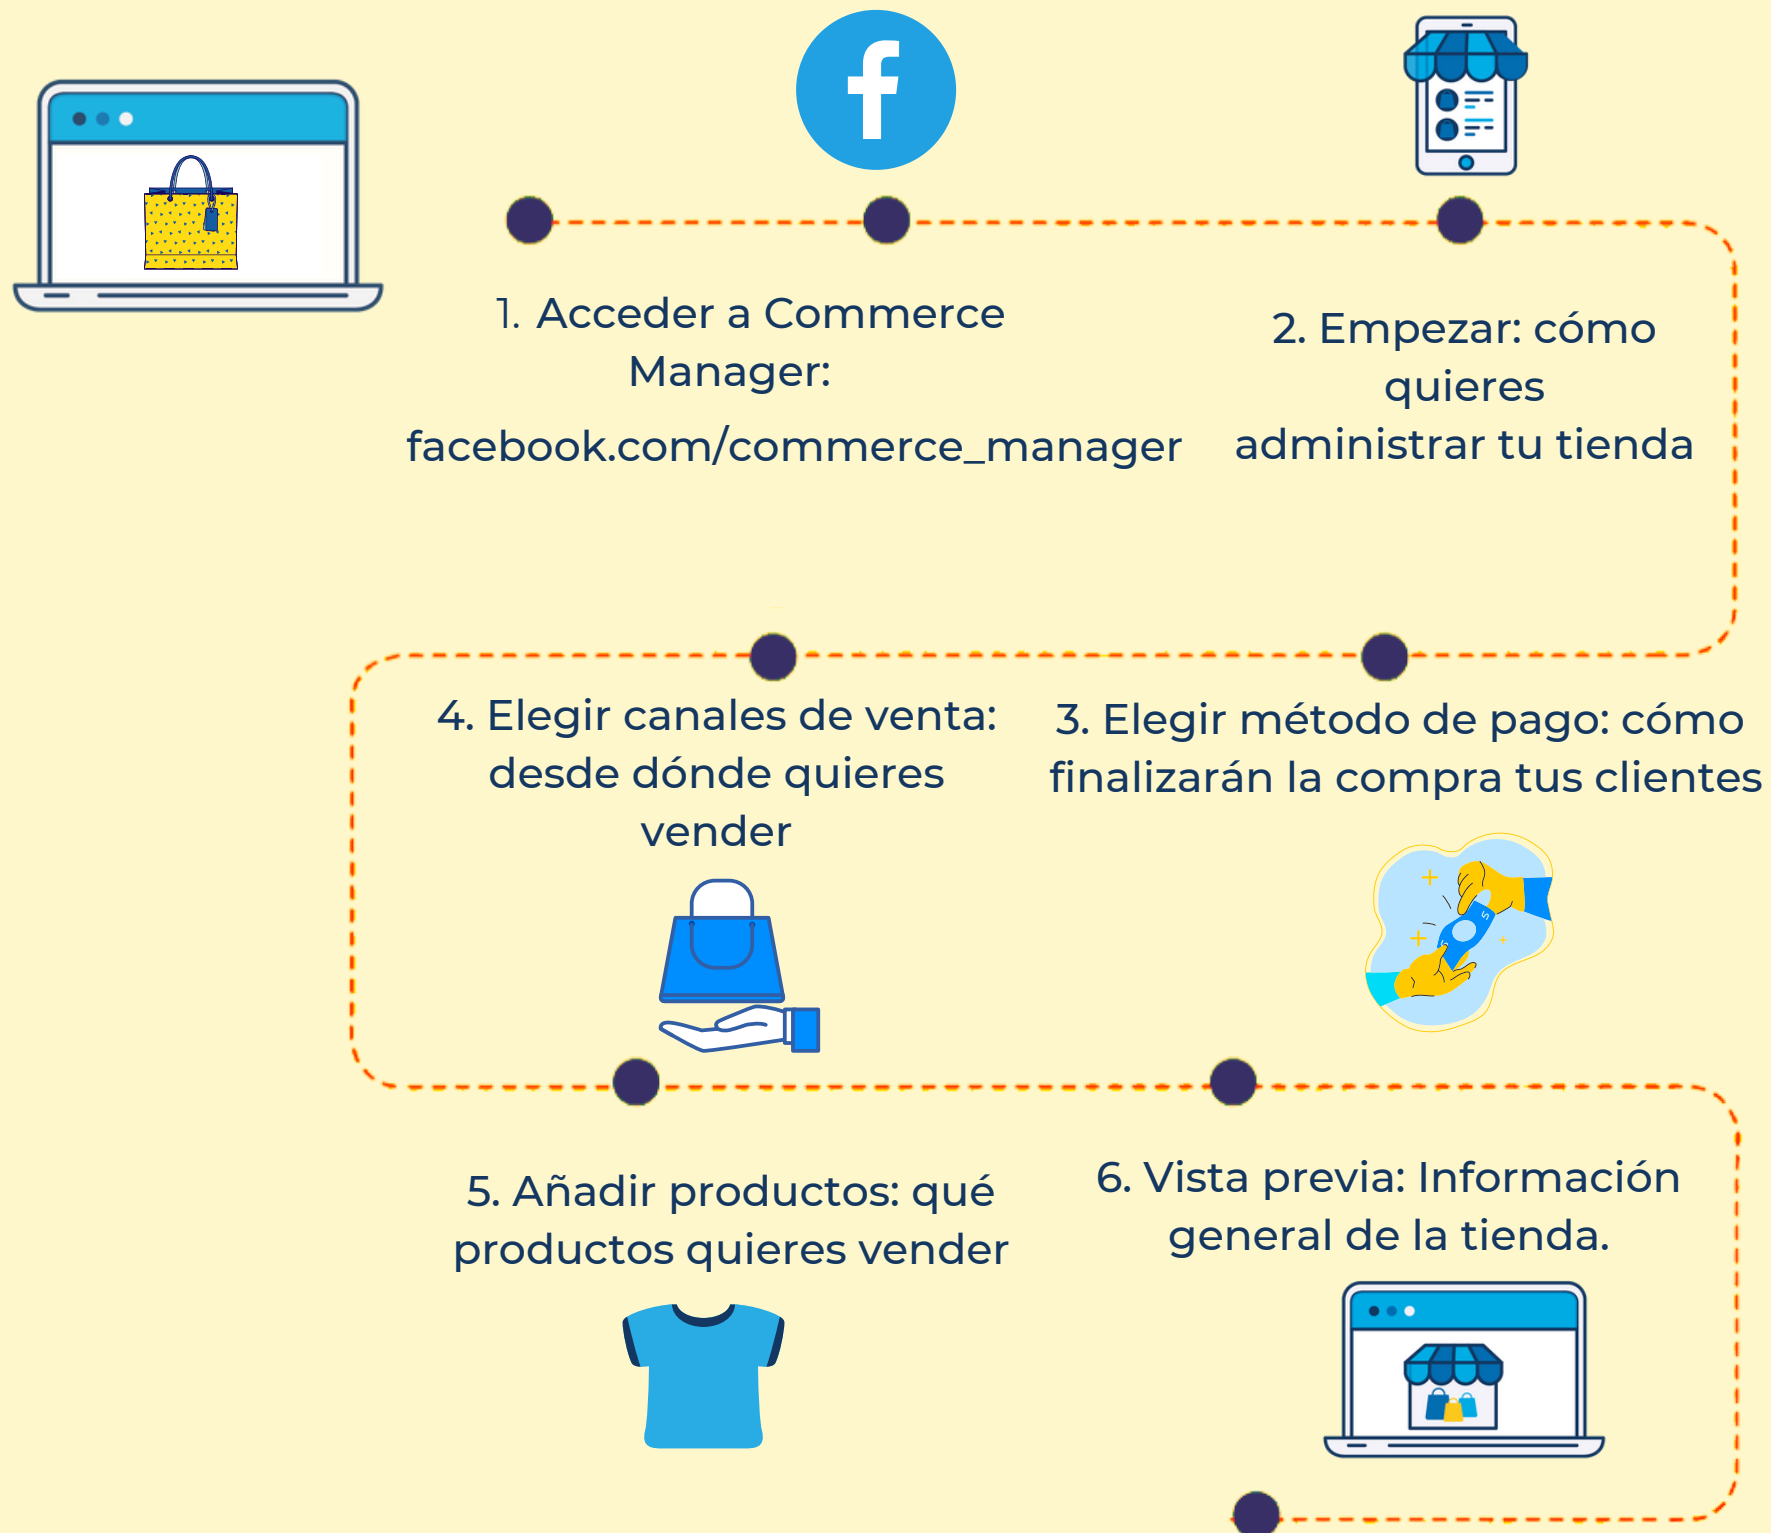 1. Acceder a Commerce
Manager:
facebook.com/commerce_manager
2. Empezar: cómo
quieres
administrar tu tienda
3. Elegir método de pago: cómo
finalizarán la compra tus clientes
4. Elegir canales de venta:
desde dónde quieres
vender
5. Añadir productos: qué
productos quieres vender
6. Vista previa: Información
general de la tienda.